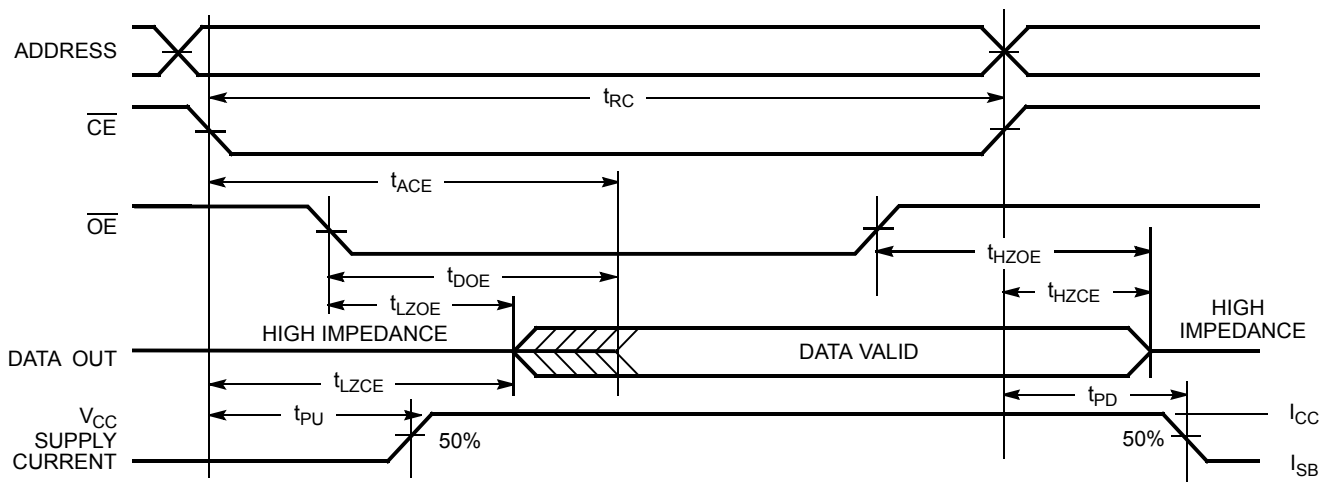 ADDRESS
tRC
CE
tACE
OE
tHZOE
tDOE
tHZCE
tLZOE
HIGH IMPEDANCE
HIGH
IMPEDANCE
DATA OUT
DATA VALID
tLZCE
tPU
tPD
VCC
SUPPLY
CURRENT
50%
50%
ICC
ISB